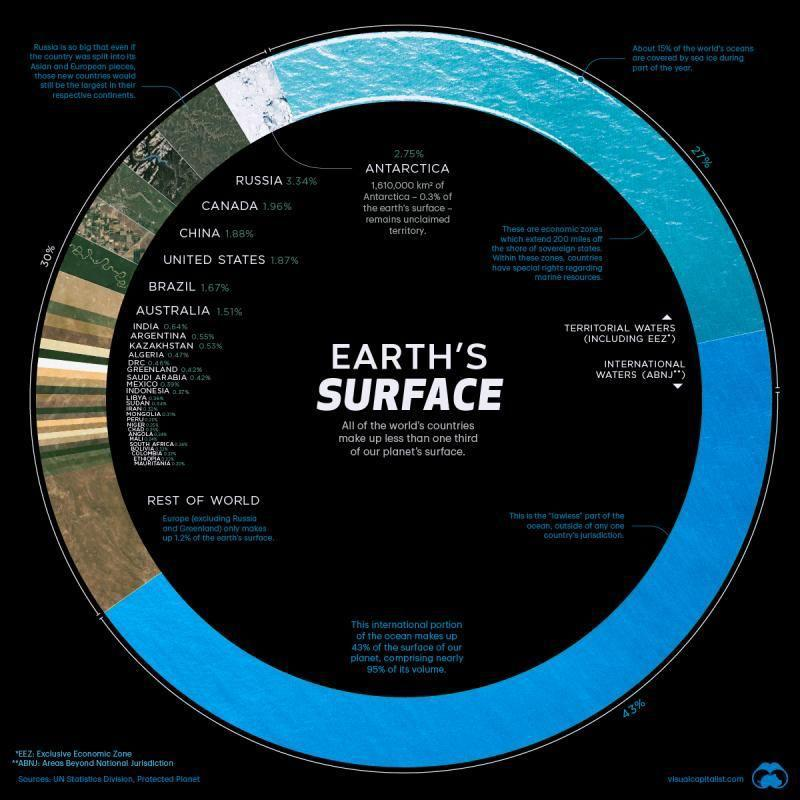 Russia is so big that even if
the country was split into its
Asian and European pieces,
those new countries would
still be the largest in their
respective continents.
About 15% of the world's oceans
are covered by sea ice during
part of the year.
27%
2.75%
ANTARCTICA
1,610,000 km² of
Antarctica – 0.3% of
the earth's surface –
remains unclaimed
territory.
RUSSIA 3.34%
CANADA 1.96%
CHINA 1.88%
UNITED STATES 1.87%
BRAZIL 1.67%
AUSTRALIA 1.51%
30%
These are economic zones
which extend 200 miles off
the shore of sovereign states.
Within these zones, countries
have special rights regarding
marine resources.
INDIA 0.64%
ARGENTINA 0.55%
KAZAKHSTAN 0.53%
ALGERIA 0.47%
DRC 0.46%
GREENLAND 0.42%
SAUDI ARABIA 0.42%
MEXICO 0.39%
INDONESIA 0.37%
LIBYA
SUDAN
IRAN
MONGOLIA
PERU
NIGER
CHAD
ANGOLA
MALI
SOUTH AFRICA
BOLIVIA
COLOMBIA
ETHIOPIA
MAURITANIA
TERRITORIAL WATERS
(INCLUDING EEZ*)
INTERNATIONAL
WATERS (ABNJ**)
EARTH'S
SURFACE
All of the world's countries
make up less than one third
of our planet's surface.
REST OF WORLD
Europe (excluding Russia
and Greenland) only makes
up 1.2% of the earth's surface.
This is the "lawless" part of the
ocean, outside of any one
country's jurisdiction.
This international portion
of the ocean makes up
43% of the surface of our
planet, comprising nearly
95% of its volume.
43%
*EEZ: Exclusive Economic Zone
**ABNJ: Areas Beyond National Jurisdiction
Sources: UN Statistics Division, Protected Planet
visualcapitalist.com